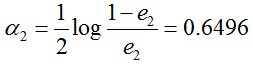 α₂ = 1/2 log (1 − e₂)/e₂ = 0.6496